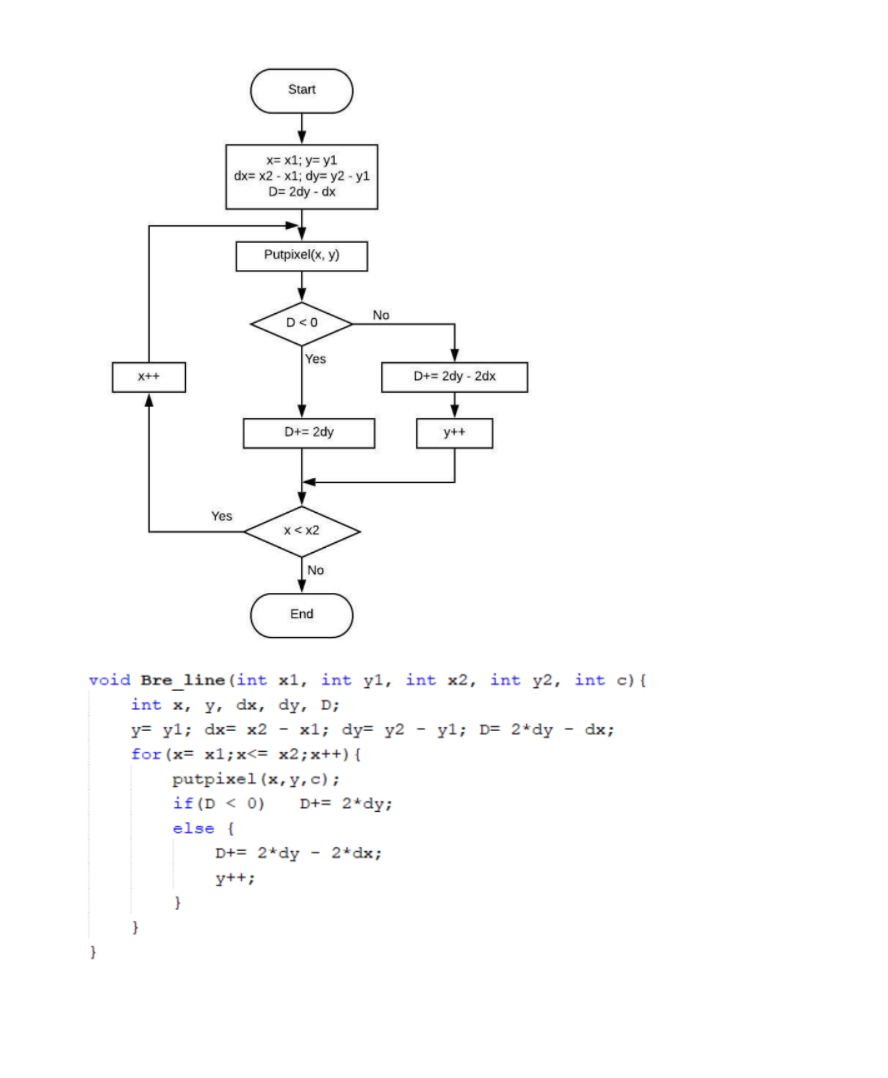 Start
x= x1; y= y1
dx= x2 - x1; dy= y2 - y1
D= 2dy - dx
Putpixel(x, y)
D < 0
No
Yes
x++
D+= 2dy - 2dx
D+= 2dy
y++
Yes
x < x2
No
End
void Bre_line(int x1, int y1, int x2, int y2, int c){
int x, y, dx, dy, D;
y= y1; dx= x2 - x1; dy= y2 - y1; D= 2*dy - dx;
for(x= x1;x<= x2;x++){
putpixel(x,y,c);
if(D < 0) D+= 2*dy;
else {
D+= 2*dy - 2*dx;
y++;
}
}
}